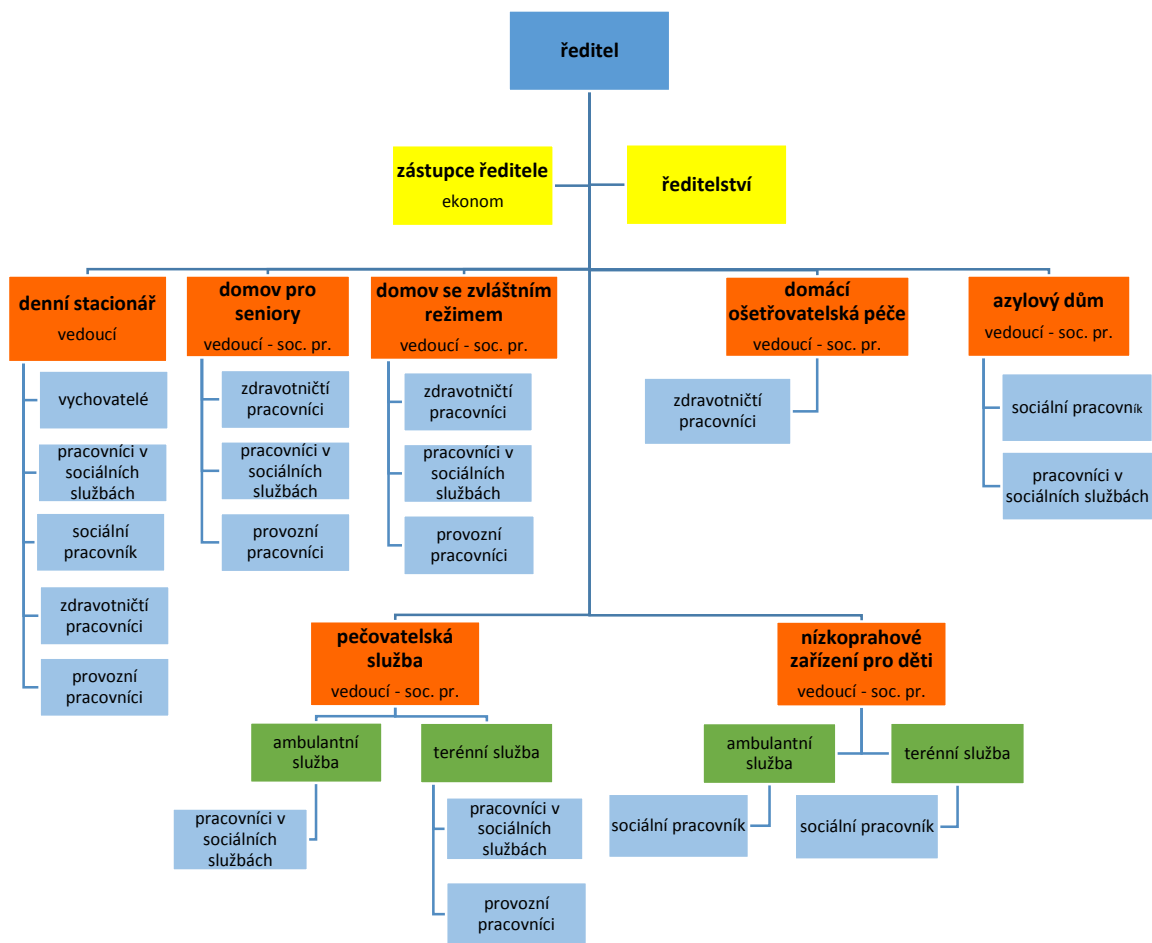 ředitel
zástupce ředitele
ekonom
ředitelství
denní stacionář
vedoucí
domov pro
seniory
vedoucí - soc. pr.
domov se zvláštním
režimem
vedoucí - soc. pr.
domácí
ošetřovatelská péče
vedoucí - soc. pr.
azylový dům
vedoucí - soc. pr.
vychovatelé
pracovníci v
sociálních
službách
sociální
pracovník
zdravotničtí
pracovníci
provozní
pracovníci
zdravotničtí
pracovníci
pracovníci v
sociálních
službách
provozní
pracovníci
zdravotničtí
pracovníci
pracovníci v
sociálních
službách
provozní
pracovníci
zdravotničtí
pracovníci
sociální pracovník
pracovníci v
sociálních službách
pečovatelská
služba
vedoucí - soc. pr.
ambulantní
služba
pracovníci v
sociálních
službách
terénní služba
pracovníci v
sociálních
službách
provozní
pracovníci
nízkoprahové
zařízení pro děti
vedoucí - soc. pr.
ambulantní
služba
sociální pracovník
terénní služba
sociální pracovník